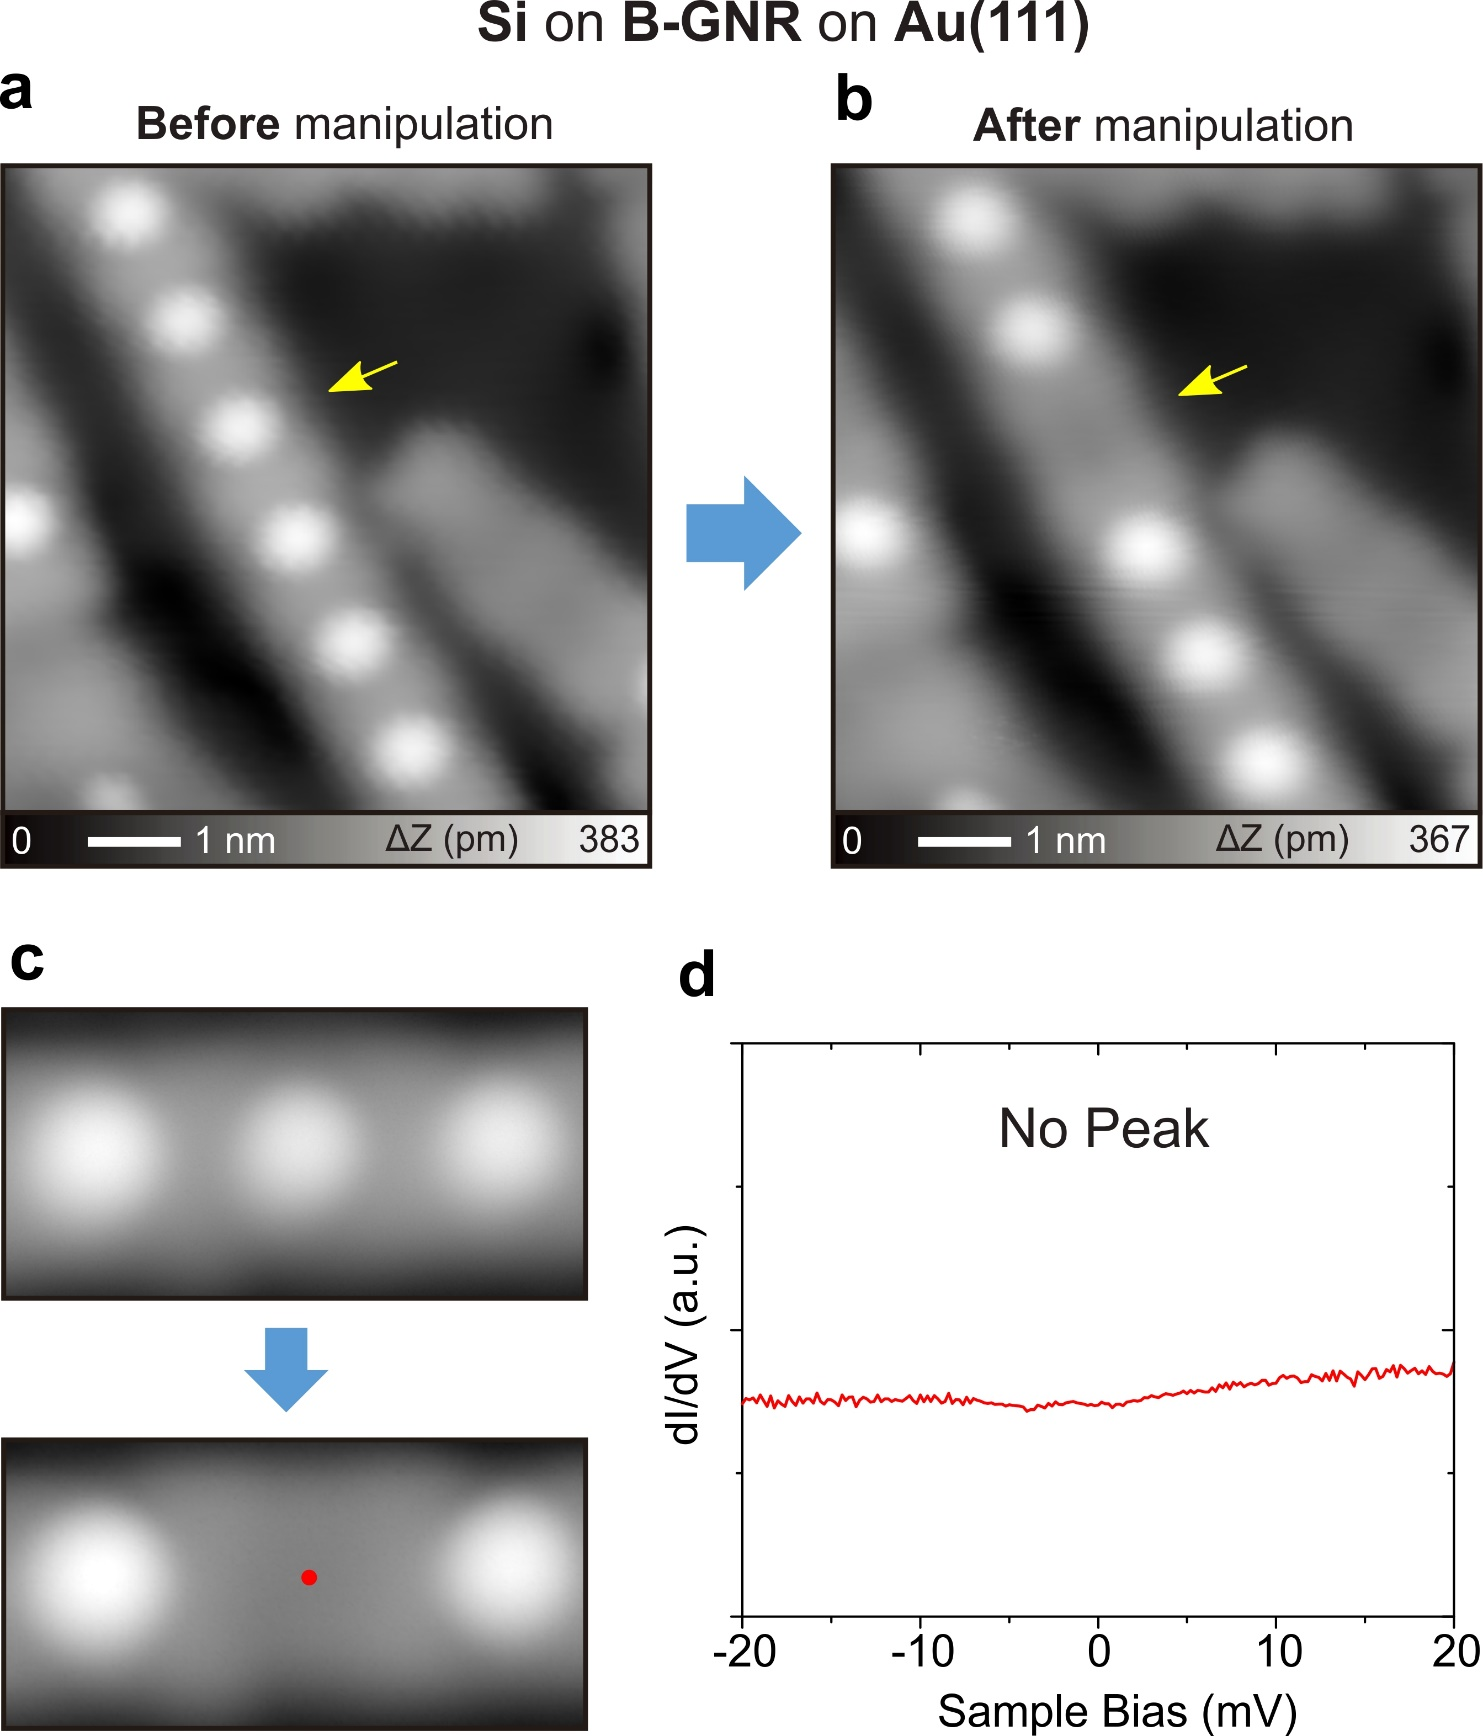 Si on B-GNR on Au(111)
a
Before manipulation
b
After manipulation
0
1 nm
ΔZ (pm)
383
0
1 nm
ΔZ (pm)
367
c
d
No Peak
dI/dV (a.u.)
-20
-10
0
10
20
Sample Bias (mV)